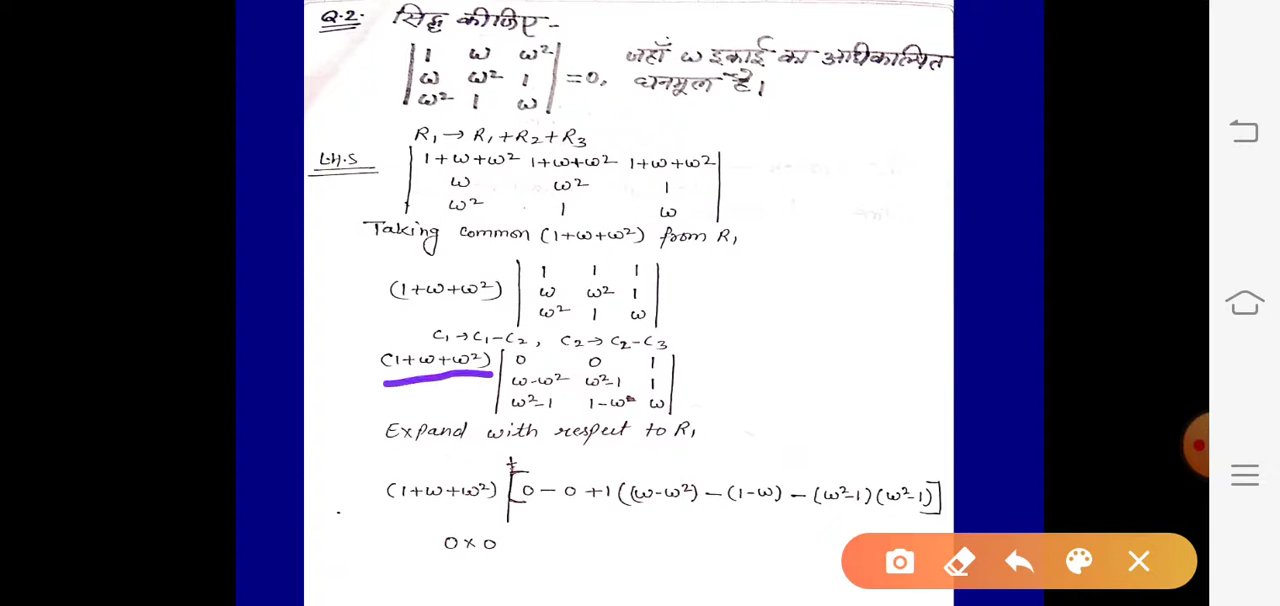 Q.2. सिद्ध कीजिए -
| 1 ω ω² |
| ω ω² 1 | = 0, जहाँ ω इकाई का अधिकाल्पित
| ω² 1 ω | घनमूल है।
R₁ → R₁ + R₂ + R₃
L.H.S | 1+ω+ω² 1+ω+ω² 1+ω+ω² |
| ω ω² 1 |
| ω² 1 ω |
Taking common (1+ω+ω²) from R₁
| 1 1 1 |
(1+ω+ω²) | ω ω² 1 |
| ω² 1 ω |
C₁ → C₁-C₂, C₂ → C₂-C₃
(1+ω+ω²) | 0 0 1 |
| ω-ω² ω²-1 1 |
| ω²-1 1-ω ω |
Expand with respect to R₁
(1+ω+ω²) [0 - 0 + 1 ((ω-ω²) - (1-ω) - (ω²-1)(ω²-1)]
0 × 0